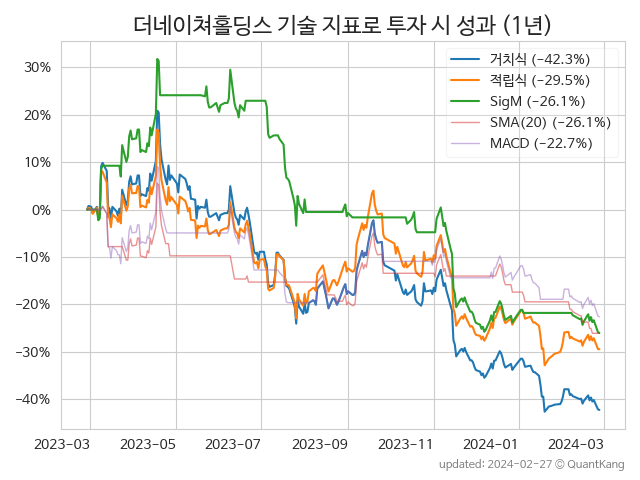 더네이쳐홀딩스 기술 지표로 투자 시 성과 (1년)
거치식 (−42.3%)
적립식 (−29.5%)
SigM (−26.1%)
SMA(20) (−26.1%)
MACD (−22.7%)
30%
20%
10%
0%
−10%
−20%
−30%
−40%
2023-03 2023-05 2023-07 2023-09 2023-11 2024-01 2024-03
updated: 2024-02-27 © QuantKang